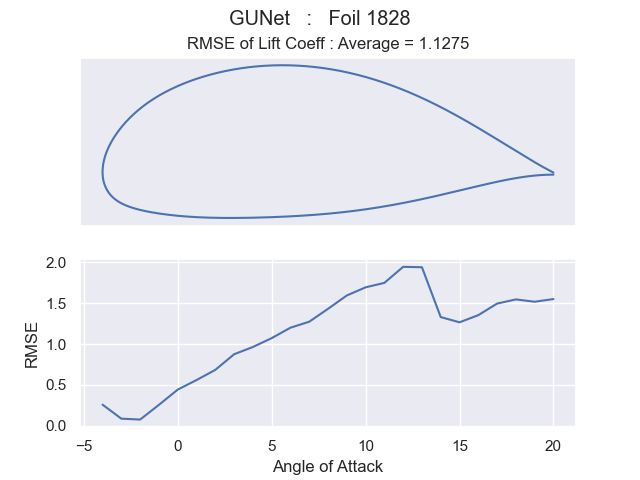 GUNet   :   Foil 1828
RMSE of Lift Coeff : Average = 1.1275
2.0
1.5
1.0
0.5
0.0
RMSE
−5 0 5 10 15 20
Angle of Attack